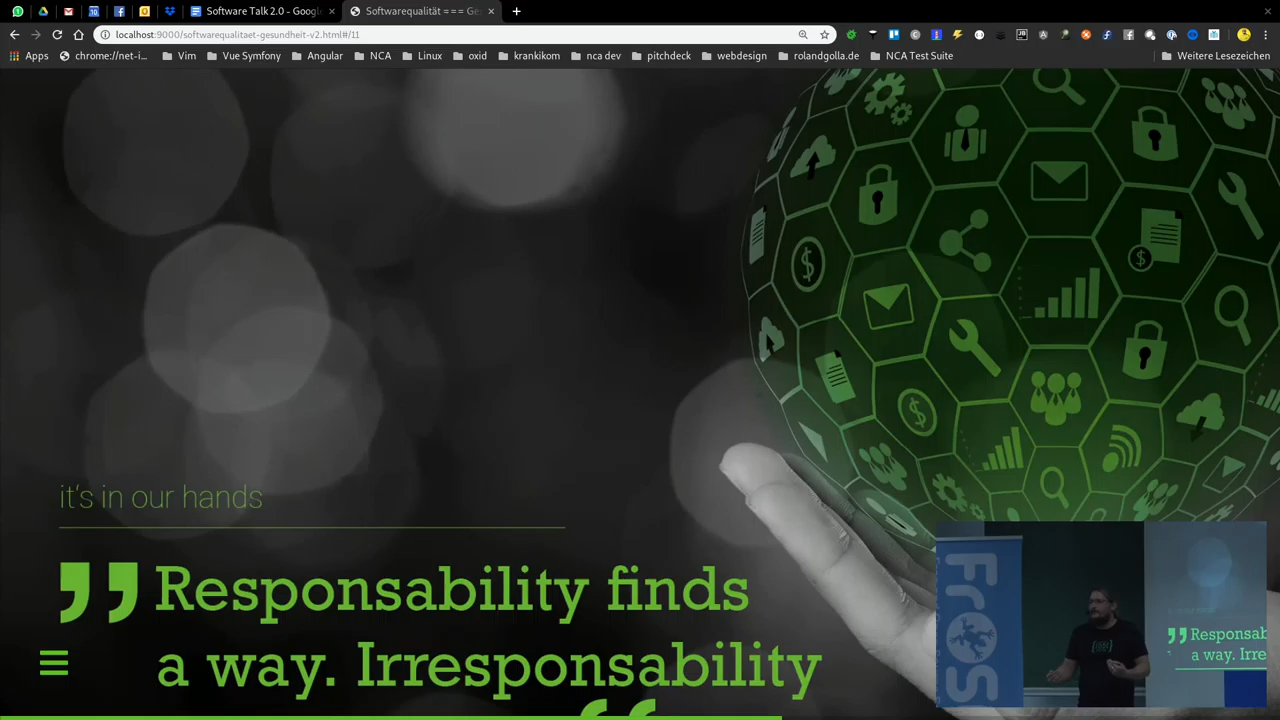 Software Talk 2.0 - Googl
Softwarequalität === Ge
localhost:9000/softwarequalitaet-gesundheit-v2.html#/11
Apps
chrome://net-i…
Vim
Vue Symfony
Angular
NCA
Linux
oxid
krankikom
nca dev
pitchdeck
webdesign
rolandgolla.de
NCA Test Suite
Weitere Lesezeichen
it's in our hands
Responsability finds
a way. Irresponsability
FrOS
Responsab
a way. Irre